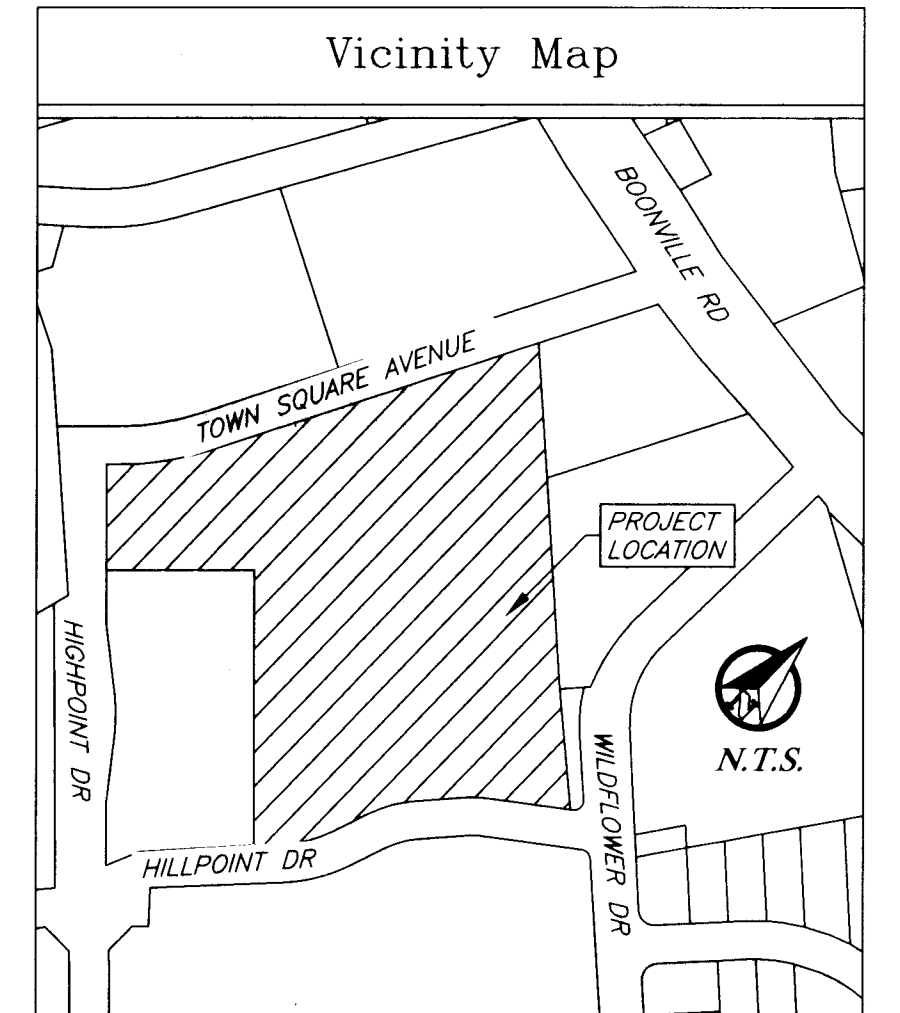 Vicinity Map
BOONVILLE RD
TOWN SQUARE AVENUE
PROJECT
LOCATION
HIGHPOINT DR
N.T.S.
WILDFLOWER DR
HILLPOINT DR